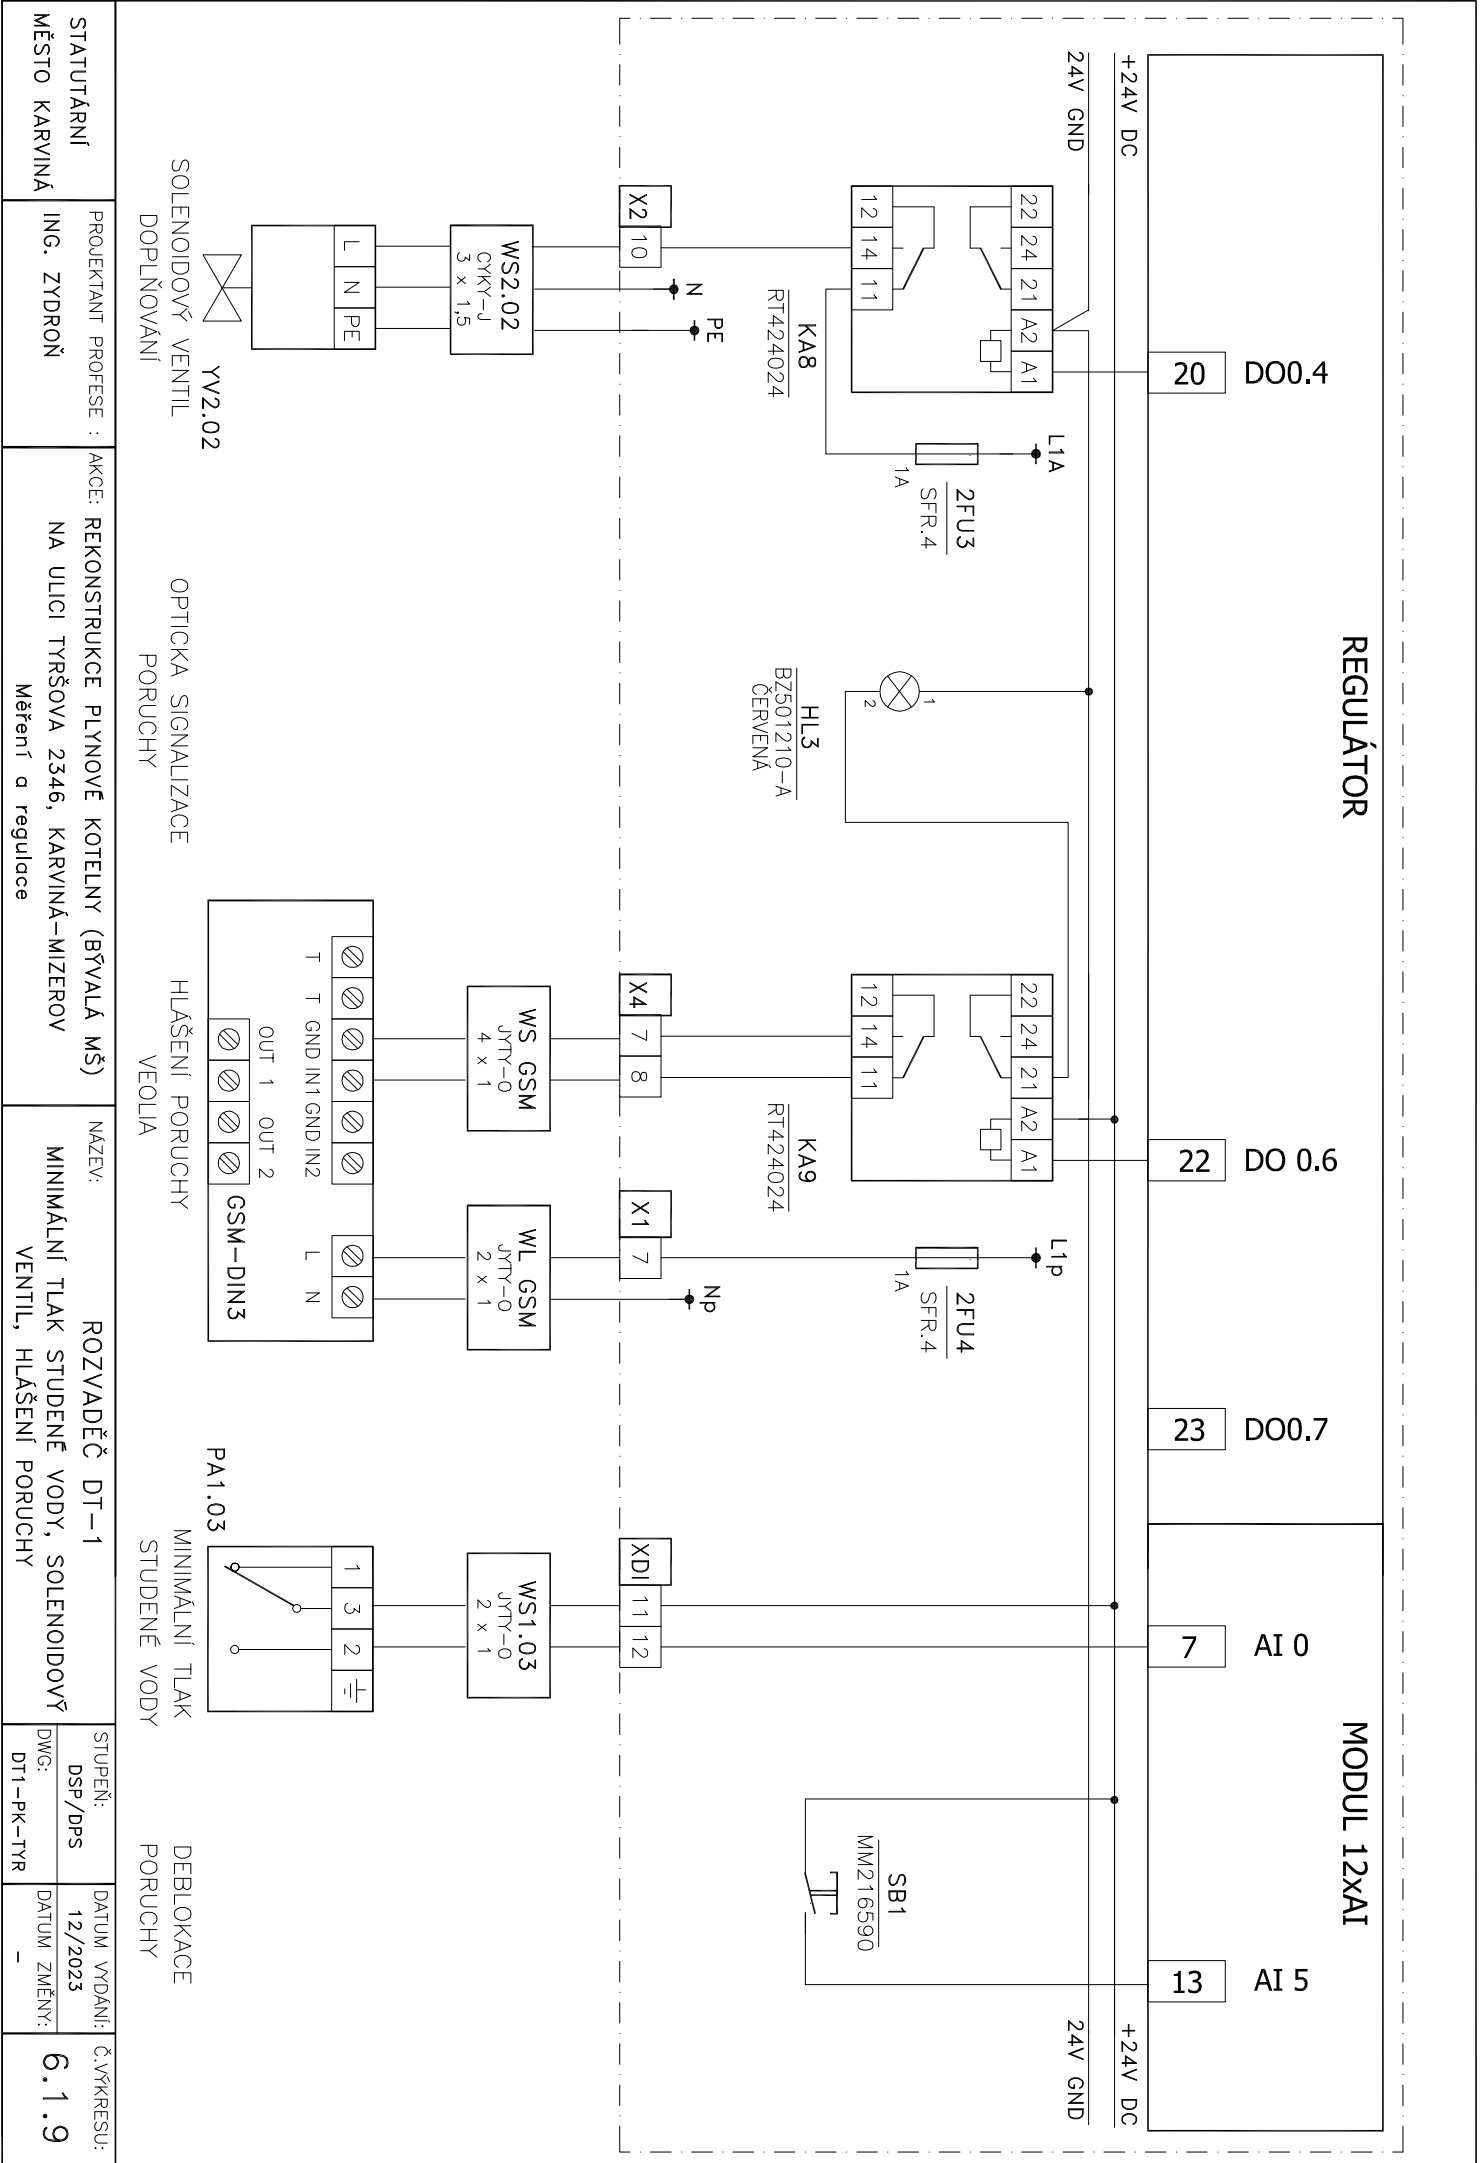 REGULÁTOR
MODUL 12xAI
DO0.4
DO 0.6
DO0.7
AI 0
AI 5
20
22
23
7
13
+24V DC
+24V DC
24V GND
24V GND
22 24 21 A2 A1
12 14 11
KA8
RT424024
L1A
2FU3
SFR.4
1A
1
2
HL3
BZ501210-A
ČERVENÁ
22 24 21 A2 A1
12 14 11
KA9
RT424024
L1p
2FU4
SFR.4
1A
SB1
MM216590
N
PE
Np
X2
10
X4
7 8
X1
7
XDI
11 12
WS2.02
CYKY-J
3 x 1,5
WS GSM
JYTY-O
4 x 1
WL GSM
JYTY-O
2 x 1
WS1.03
JYTY-O
2 x 1
L N PE
T T GND IN1 GND IN2
L N
OUT 1 OUT 2
GSM-DIN3
1 3 2
YV2.02
PA1.03
SOLENOIDOVÝ VENTIL
DOPLŇOVÁNÍ
OPTICKA SIGNALIZACE
PORUCHY
HLÁŠENÍ PORUCHY
VEOLIA
MINIMÁLNÍ TLAK
STUDENÉ VODY
DEBLOKACE
PORUCHY
STATUTÁRNÍ
MĚSTO KARVINÁ
PROJEKTANT PROFESE :
ING. ZYDROŇ
AKCE: REKONSTRUKCE PLYNOVÉ KOTELNY (BÝVALÁ MŠ)
NA ULICI TYRŠOVA 2346, KARVINÁ-MIZEROV
Měření a regulace
NÁZEV:
ROZVADĚČ DT-1
MINIMÁLNÍ TLAK STUDENÉ VODY, SOLENOIDOVÝ
VENTIL, HLÁŠENÍ PORUCHY
STUPEŇ:
DSP/DPS
DWG:
DT1-PK-TYR
DATUM VYDÁNÍ:
12/2023
DATUM ZMĚNY:
-
Č.VÝKRESU:
6.1.9